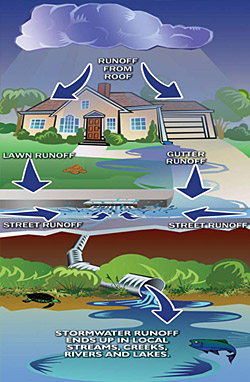 RUNOFF
FROM
ROOF
LAWN RUNOFF
GUTTER
RUNOFF
STREET RUNOFF
STREET RUNOFF
STORMWATER RUNOFF
ENDS UP IN LOCAL
STREAMS, CREEKS,
RIVERS AND LAKES.